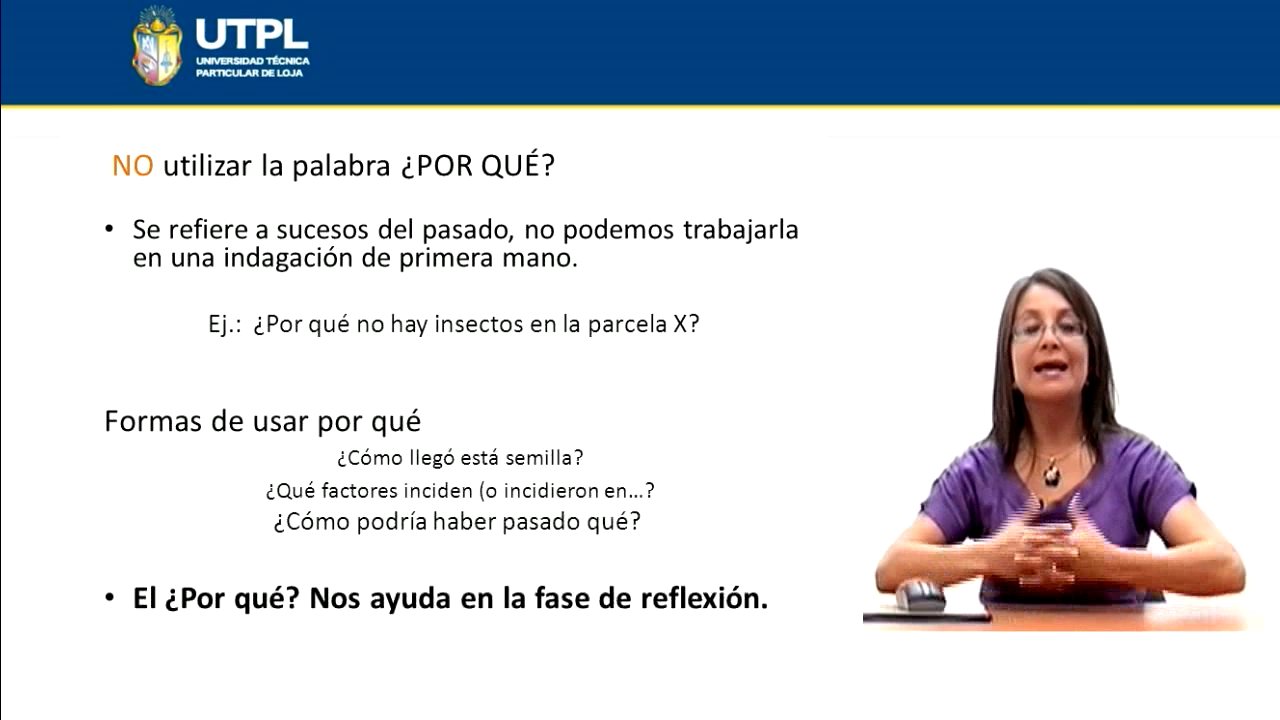 UTPL
UNIVERSIDAD TÉCNICA
PARTICULAR DE LOJA
NO utilizar la palabra ¿POR QUÉ?
• Se refiere a sucesos del pasado, no podemos trabajarla
en una indagación de primera mano.
Ej.: ¿Por qué no hay insectos en la parcela X?
Formas de usar por qué
¿Cómo llegó está semilla?
¿Qué factores inciden (o incidieron en...?
¿Cómo podría haber pasado qué?
• El ¿Por qué? Nos ayuda en la fase de reflexión.